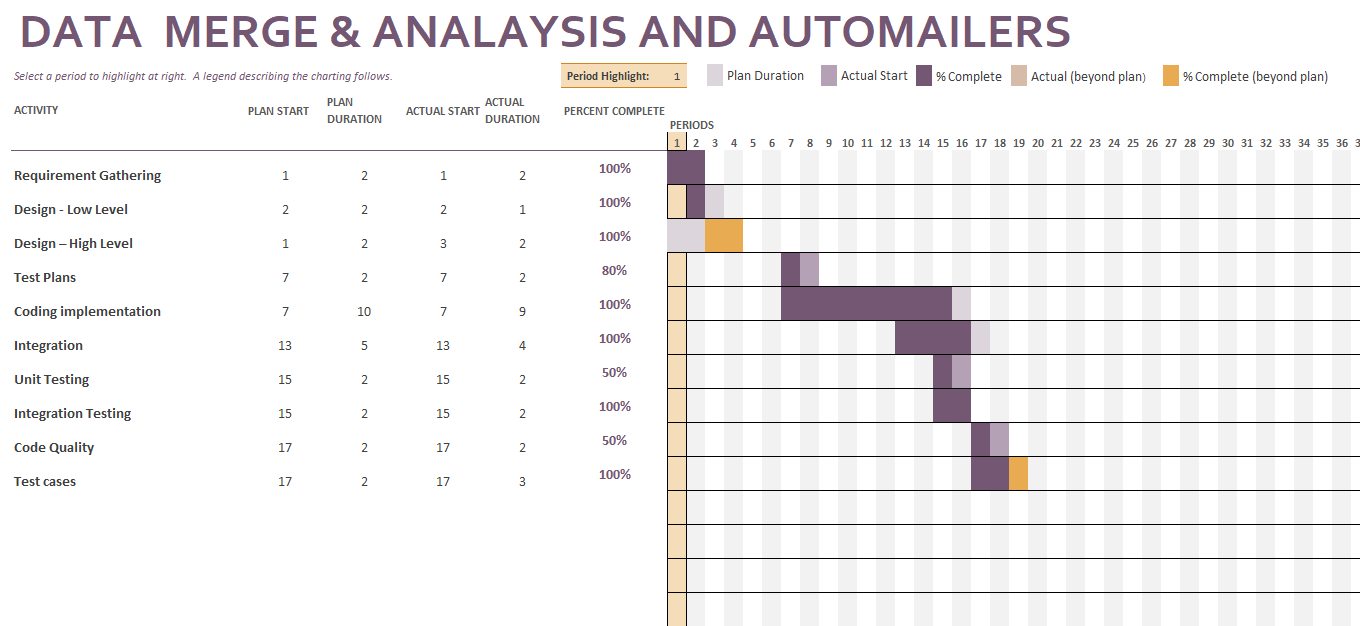 DATA MERGE & ANALAYSIS AND AUTOMAILERS
Select a period to highlight at right. A legend describing the charting follows.
Period Highlight: 1
Plan Duration
Actual Start
% Complete
Actual (beyond plan)
% Complete (beyond plan)
ACTIVITY PLAN START PLAN DURATION ACTUAL START ACTUAL DURATION PERCENT COMPLETE
PERIODS
1 2 3 4 5 6 7 8 9 10 11 12 13 14 15 16 17 18 19 20 21 22 23 24 25 26 27 28 29 30 31 32 33 34 35 36 3
Requirement Gathering 1 2 1 2 100%
Design - Low Level 2 2 2 1 100%
Design – High Level 1 2 3 2 100%
Test Plans 7 2 7 2 80%
Coding implementation 7 10 7 9 100%
Integration 13 5 13 4 100%
Unit Testing 15 2 15 2 50%
Integration Testing 15 2 15 2 100%
Code Quality 17 2 17 2 50%
Test cases 17 2 17 3 100%